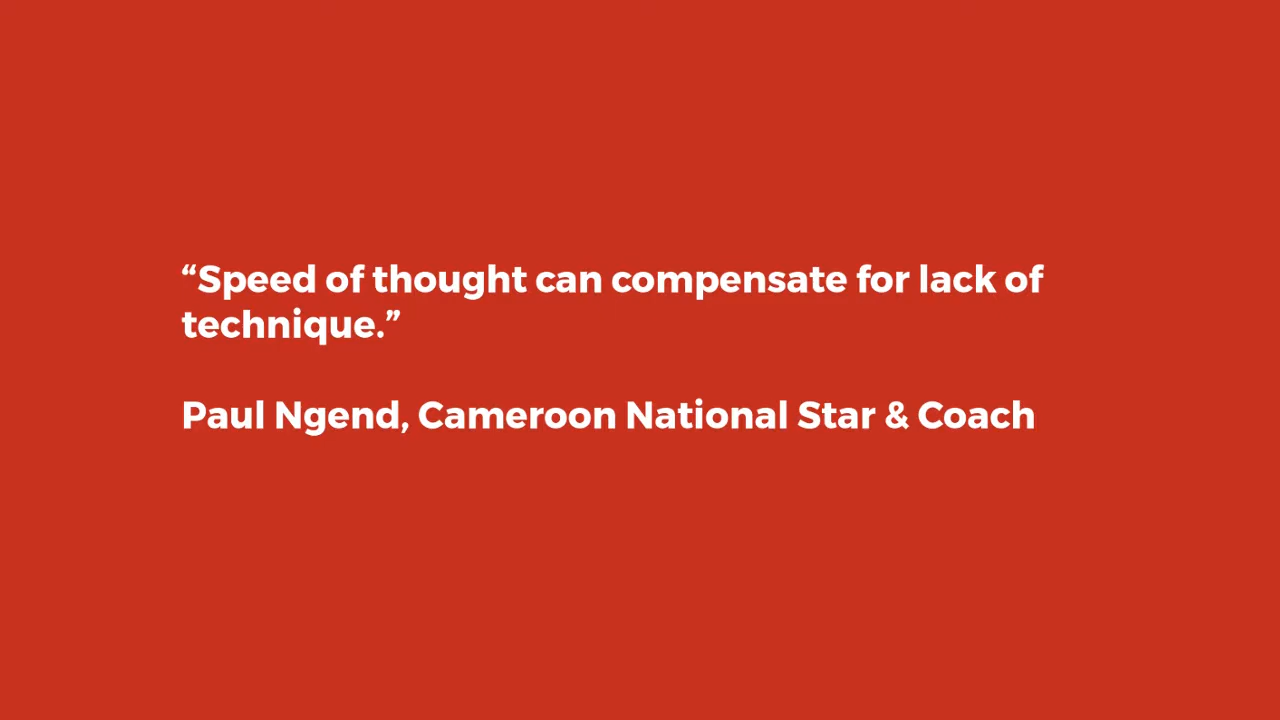 “Speed of thought can compensate for lack of
technique.”
Paul Ngend, Cameroon National Star & Coach